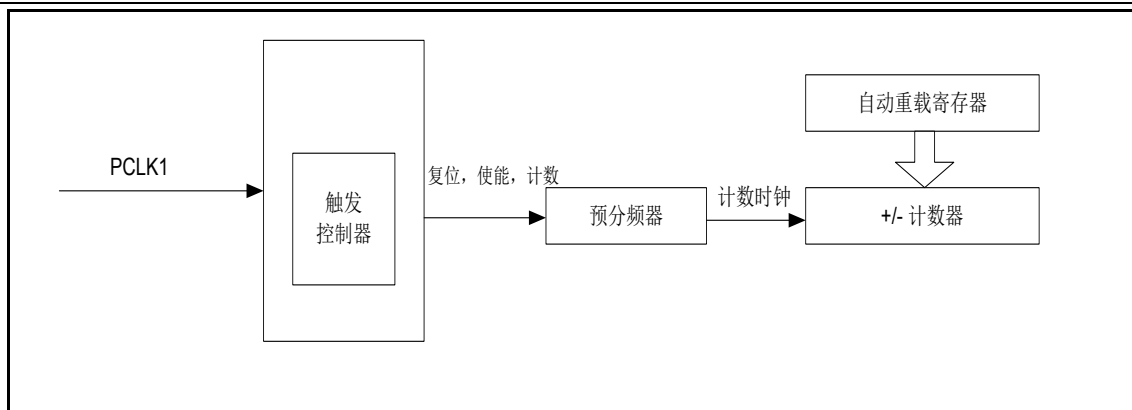 自动重载寄存器
PCLK1
触发
控制器
复位，使能，计数
预分频器
计数时钟
+/- 计数器